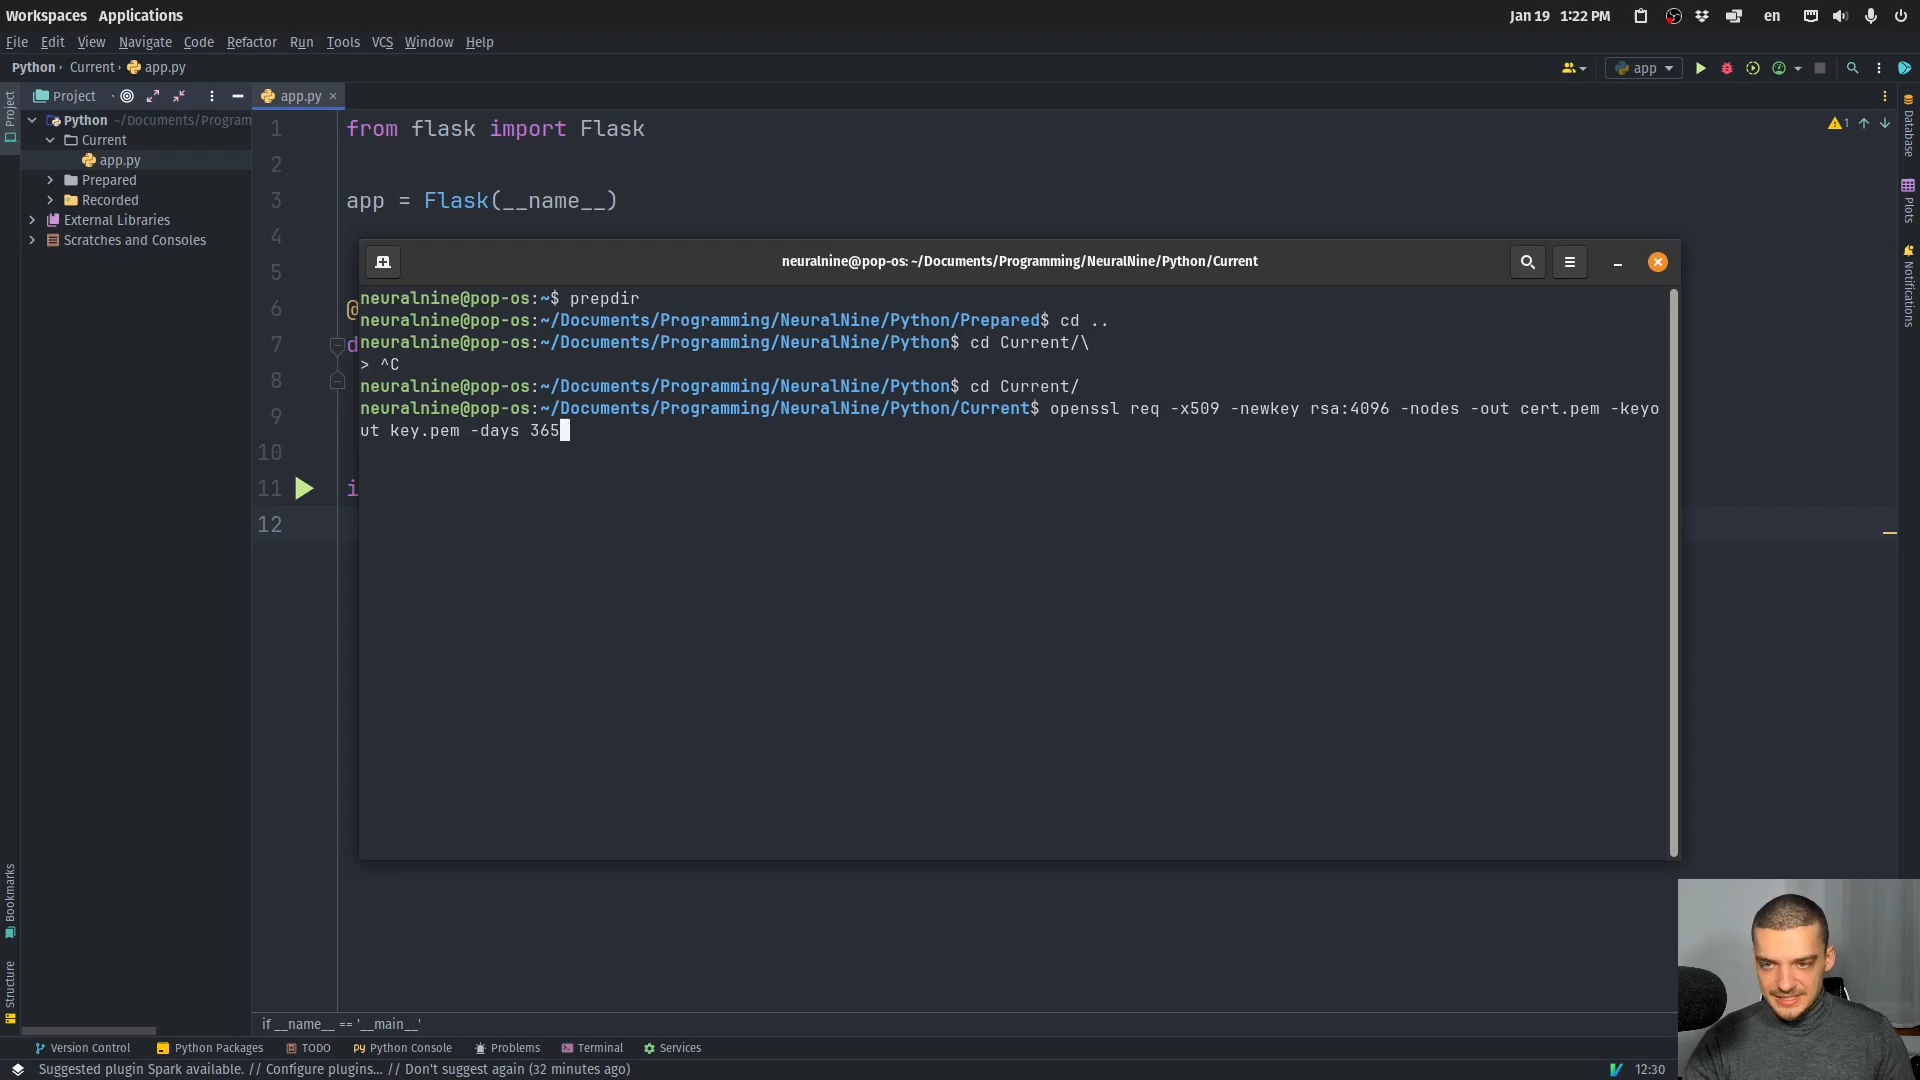 Workspaces Applications
Jan 19 1:22 PM en
File Edit View Navigate Code Refactor Run Tools VCS Window Help
Python Current app.py
app
Project
app.py
1 from flask import Flask
2
3 app = Flask(__name__)
4
5
6 @
7 d
8
9
10
11 i
12
1
Python ~/Documents/Program
Current
app.py
Prepared
Recorded
External Libraries
Scratches and Consoles
Project
Bookmarks
Structure
Database
Plots
Notifications
neuralnine@pop-os: ~/Documents/Programming/NeuralNine/Python/Current
neuralnine@pop-os:~$ prepdir
neuralnine@pop-os:~/Documents/Programming/NeuralNine/Python/Prepared$ cd ..
neuralnine@pop-os:~/Documents/Programming/NeuralNine/Python$ cd Current/\
> ^C
neuralnine@pop-os:~/Documents/Programming/NeuralNine/Python$ cd Current/
neuralnine@pop-os:~/Documents/Programming/NeuralNine/Python/Current$ openssl req -x509 -newkey rsa:4096 -nodes -out cert.pem -keyo
ut key.pem -days 365
if __name__ == '__main__'
Version Control Python Packages TODO Python Console Problems Terminal Services
Suggested plugin Spark available. // Configure plugins... // Don't suggest again (32 minutes ago)
12:30